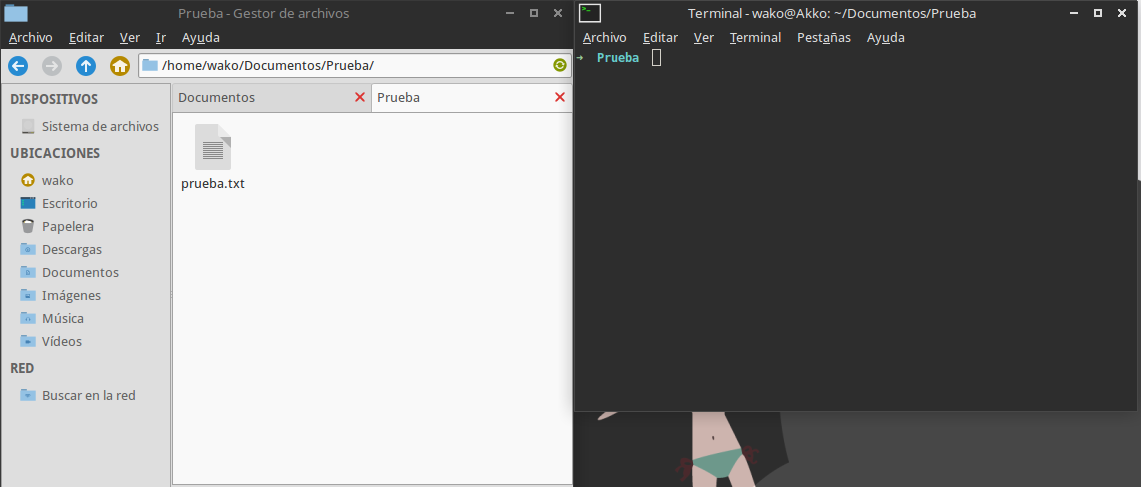 Prueba - Gestor de archivos
Archivo Editar Ver Ir Ayuda
/home/wako/Documentos/Prueba/
DISPOSITIVOS
Sistema de archivos
UBICACIONES
wako
Escritorio
Papelera
Descargas
Documentos
Imágenes
Música
Vídeos
RED
Buscar en la red
Documentos
Prueba
prueba.txt
Terminal - wako@Akko: ~/Documentos/Prueba
Archivo Editar Ver Terminal Pestañas Ayuda
➜ Prueba